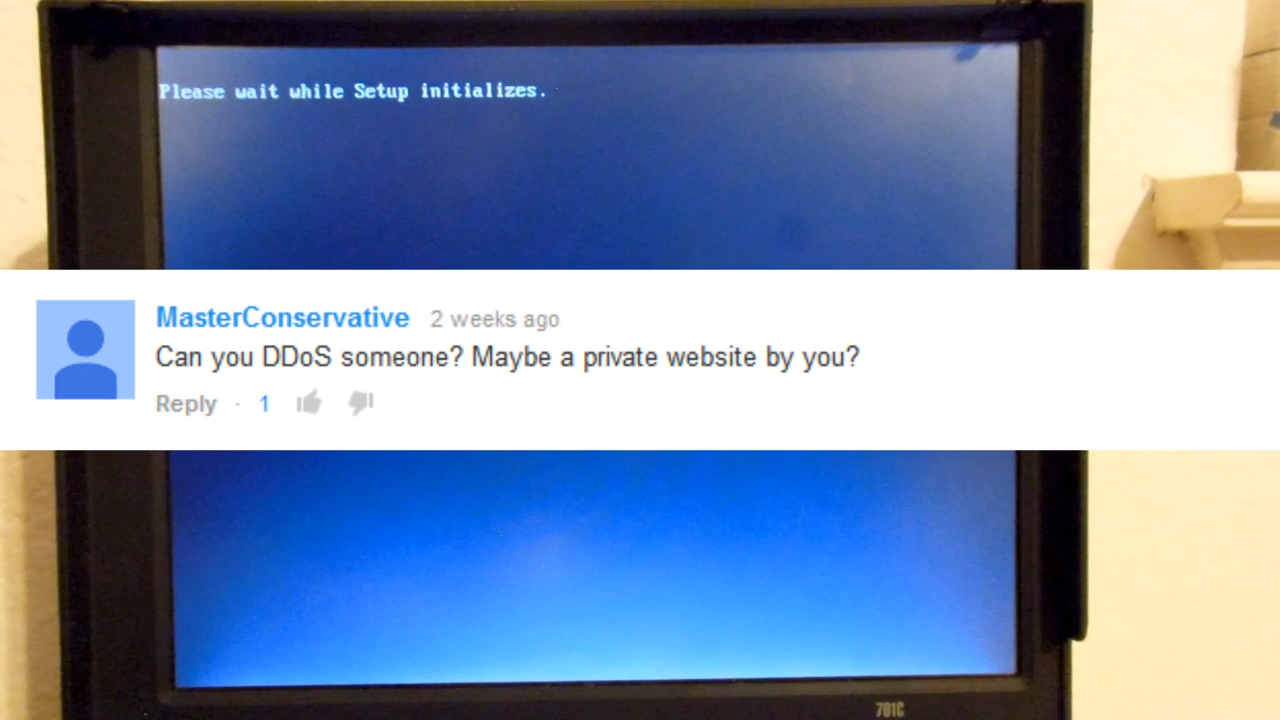 Please wait while Setup initializes.
MasterConservative 2 weeks ago
Can you DDoS someone? Maybe a private website by you?
Reply · 1
701C